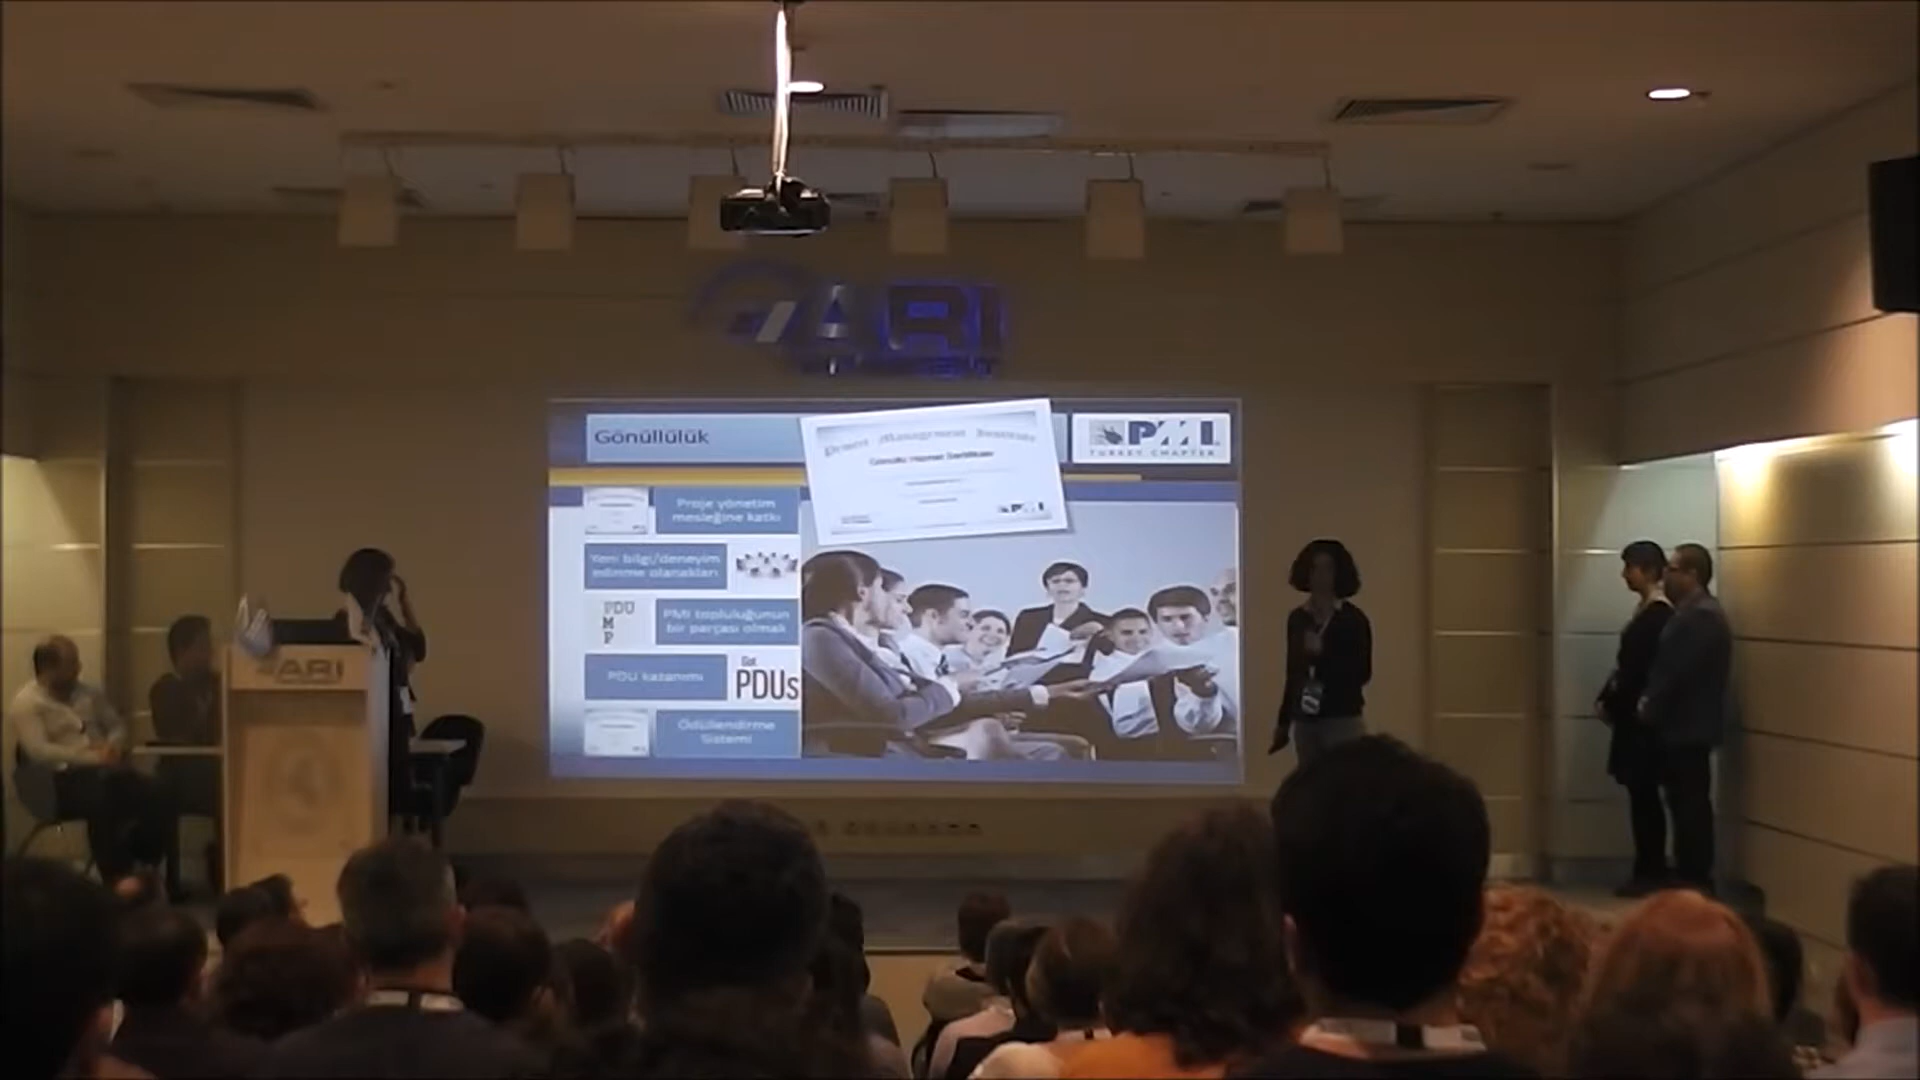 ARI
Gönüllülük
PMI
TURKEY CHAPTER
Proje yönetim
mesleğine katkı
Yeni bilgi/deneyim
edinme olanakları
PDU
M
P
PMI topluluğunun
bir parçası olmak
PDU kazanımı
Got
PDUs
Ödüllendirme
Sistemi
ARI